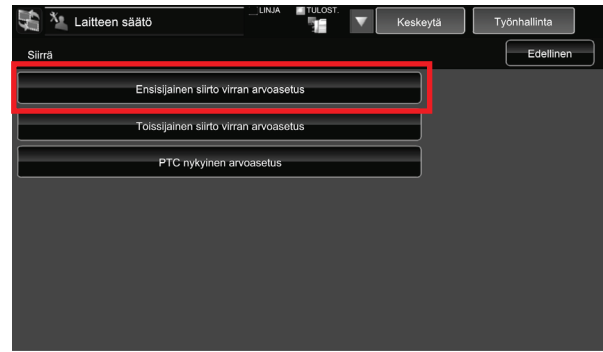 Laitteen säätö
LINJA
TULOST.
Keskeytä
Työnhallinta
Siirrä
Edellinen
Ensisijainen siirto virran arvoasetus
Toissijainen siirto virran arvoasetus
PTC nykyinen arvoasetus